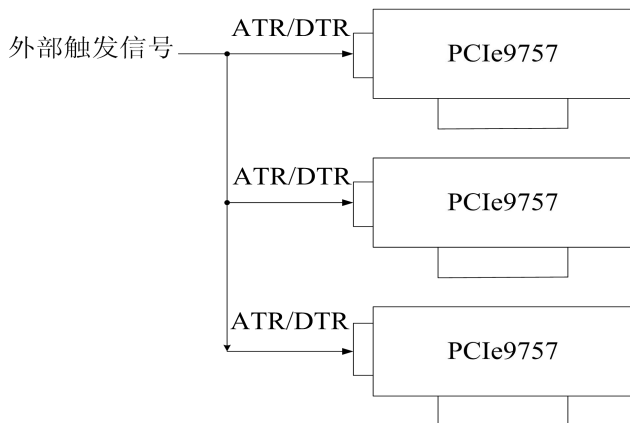 ATR/DTR
外部触发信号
PCIe9757
ATR/DTR
PCIe9757
ATR/DTR
PCIe9757